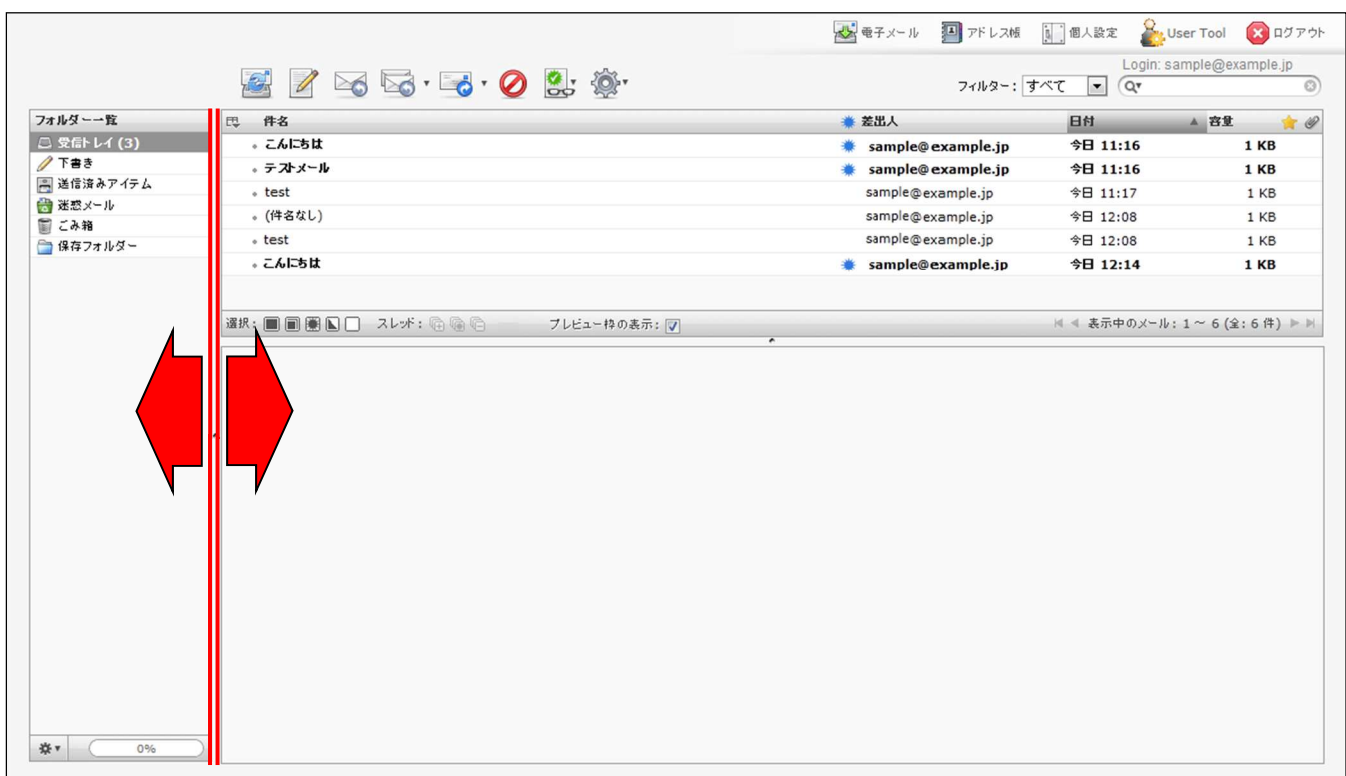 電子メール アドレス帳 個人設定 User Tool ログアウト
Login: sample@example.jp
フィルター: すべて
フォルダー一覧
受信トレイ (3)
下書き
送信済みアイテム
迷惑メール
ごみ箱
保存フォルダー
件名 差出人 日付 容量
こんにちは sample@example.jp 今日 11:16 1 KB
テストメール sample@example.jp 今日 11:16 1 KB
test sample@example.jp 今日 11:17 1 KB
(件名なし) sample@example.jp 今日 12:08 1 KB
test sample@example.jp 今日 12:08 1 KB
こんにちは sample@example.jp 今日 12:14 1 KB
選択: スレッド: プレビュー枠の表示: 表示中のメール: 1 ～ 6 (全: 6 件)
0%